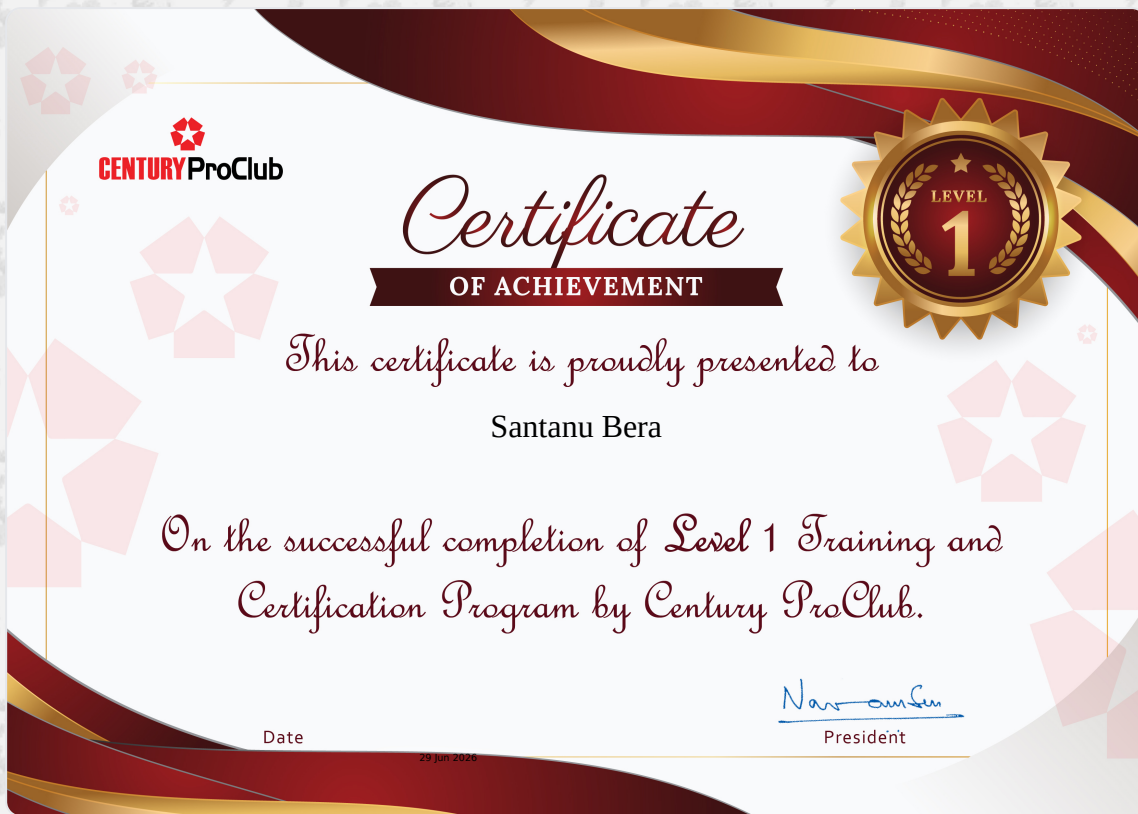 CENTURY ProClub
Certificate
OF ACHIEVEMENT
LEVEL
1
This certificate is proudly presented to
Santanu Bera
On the successful completion of Level 1 Training and
Certification Program by Century ProClub.
Date
President
29 Jun 2026